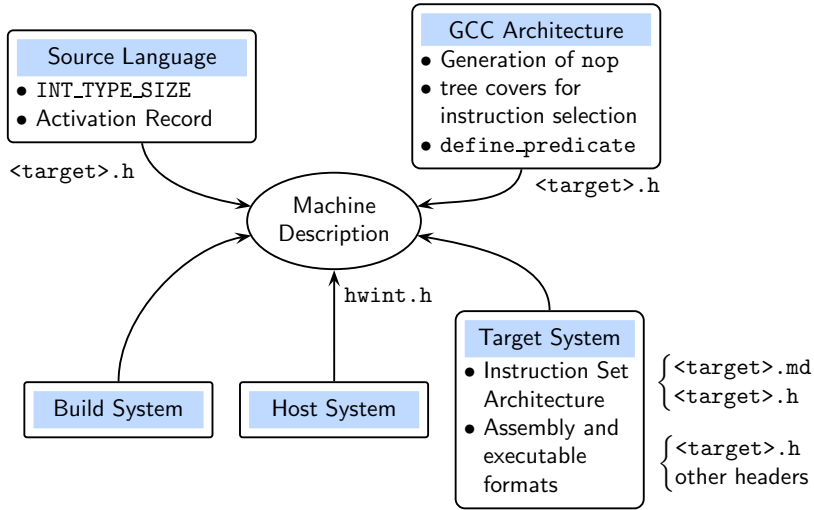 Source Language
• INT_TYPE_SIZE
• Activation Record
<target>.h
GCC Architecture
• Generation of nop
• tree covers for
instruction selection
• define_predicate
<target>.h
Machine
Description
hwint.h
Build System
Host System
Target System
• Instruction Set
Architecture
• Assembly and
executable
formats
<target>.md
<target>.h
<target>.h
other headers